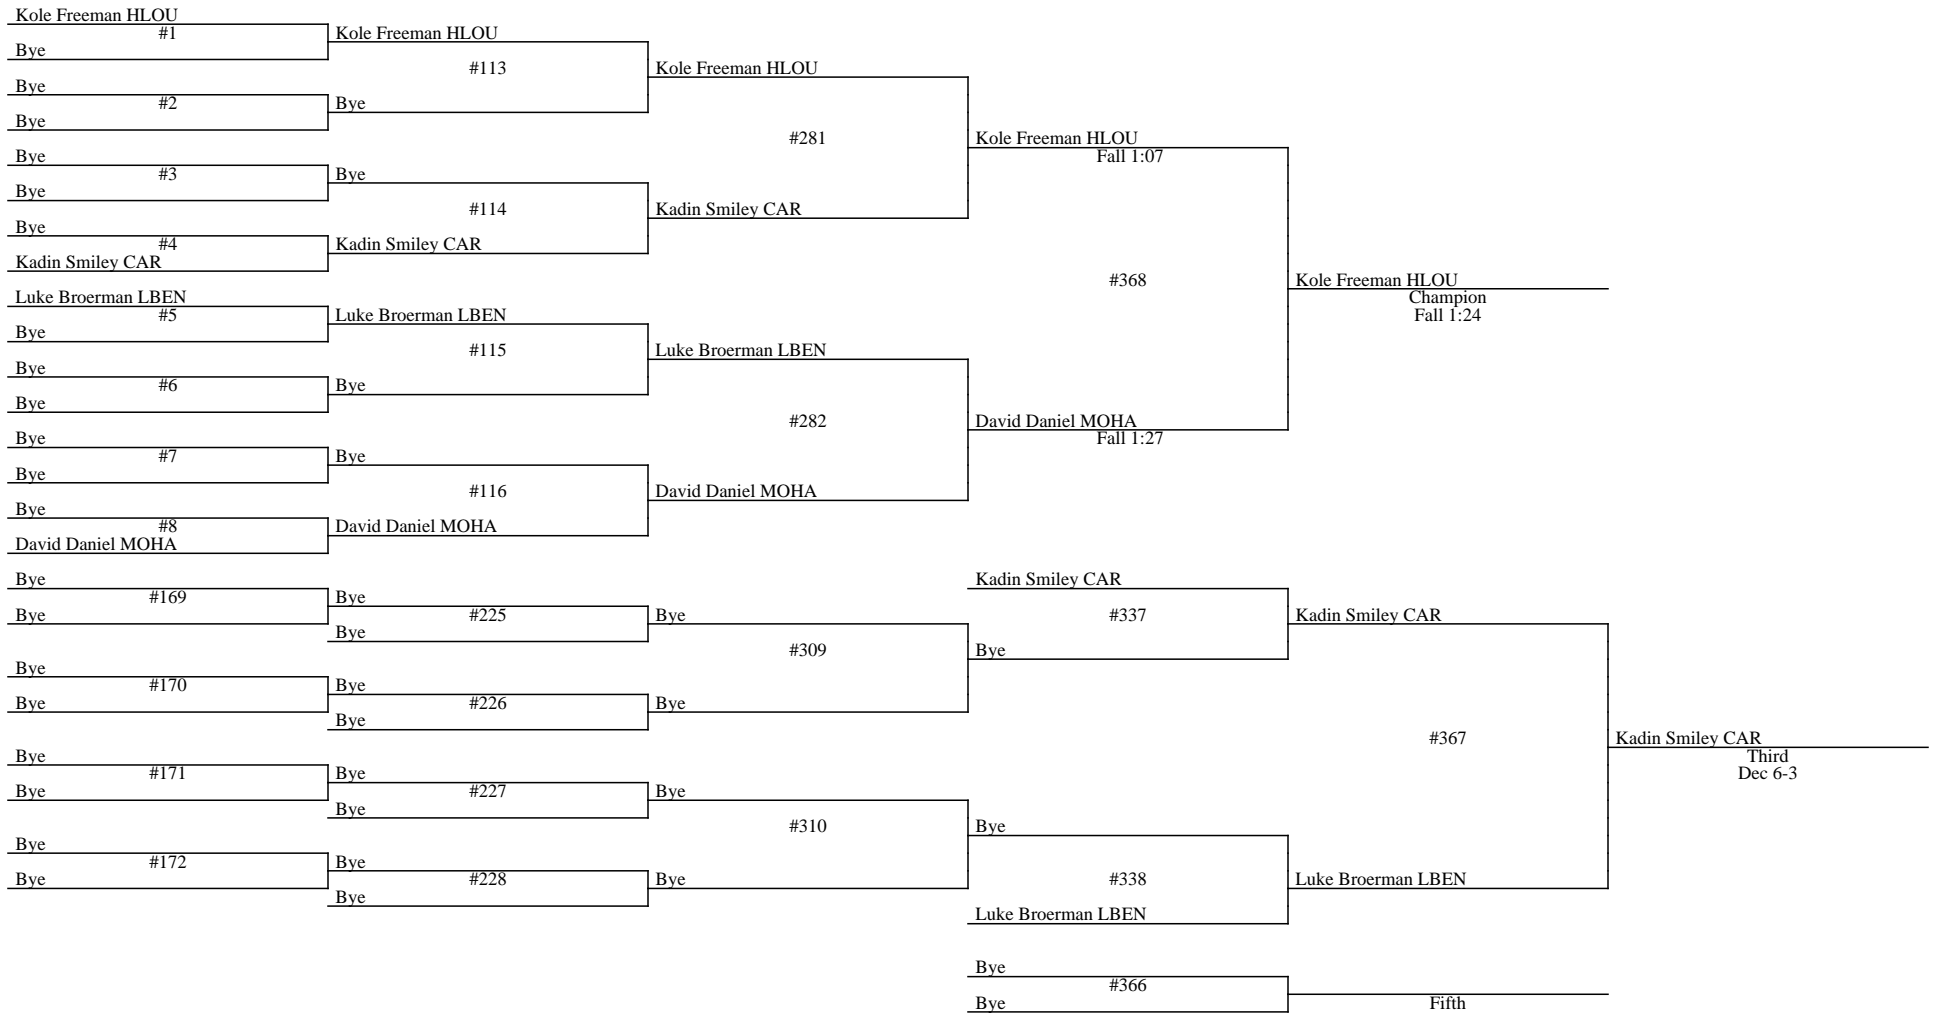 Kole Freeman HLOU
#1
Bye
Bye
#2
Bye
Bye
#3
Bye
Bye
#4
Kadin Smiley CAR
Luke Broerman LBEN
#5
Bye
Bye
#6
Bye
Bye
#7
Bye
Bye
#8
David Daniel MOHA
Kole Freeman HLOU
#113
Bye
Bye
#114
Kadin Smiley CAR
Luke Broerman LBEN
#115
Bye
Bye
#116
David Daniel MOHA
Kole Freeman HLOU
#281
Kadin Smiley CAR
Luke Broerman LBEN
#282
David Daniel MOHA
Kole Freeman HLOU
Fall 1:07
#368
David Daniel MOHA
Fall 1:27
Kole Freeman HLOU
Champion
Fall 1:24
Bye
#169
Bye
Bye
#170
Bye
Bye
#171
Bye
Bye
#172
Bye
Bye
#225
Bye
Bye
#226
Bye
Bye
#227
Bye
Bye
#228
Bye
Bye
#309
Bye
Bye
#310
Bye
Kadin Smiley CAR
#337
Bye
Bye
#338
Luke Broerman LBEN
Kadin Smiley CAR
#367
Luke Broerman LBEN
Kadin Smiley CAR
Third
Dec 6-3
Bye
#366
Bye
Fifth